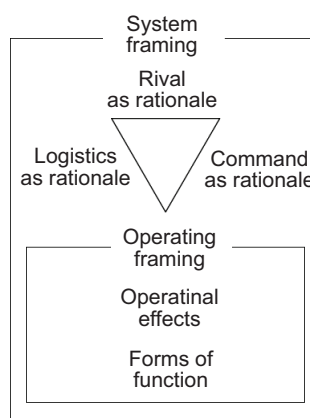 System
framing
Rival
as rationale
Logistics
as rationale
Command
as rationale
Operating
framing
Operatinal
effects
Forms of
function